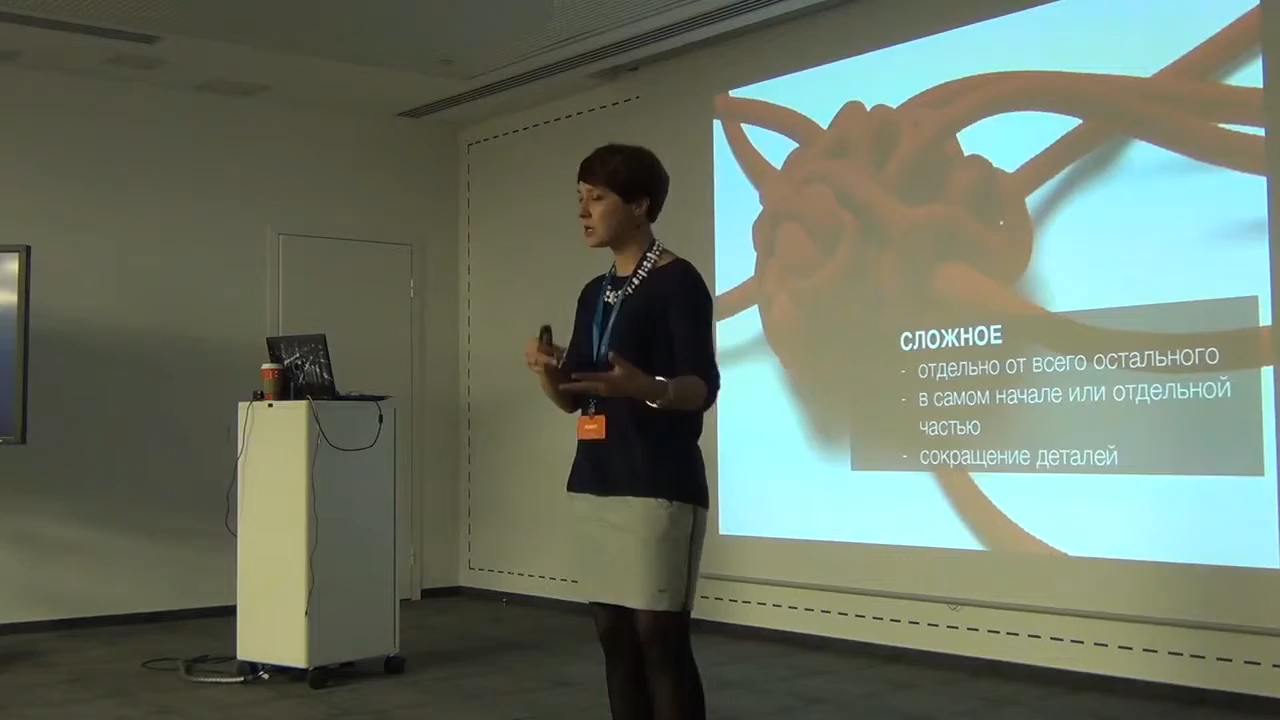 СЛОЖНОЕ
- отдельно от всего остального
- в самом начале или отдельной
частью
- сокращение деталей